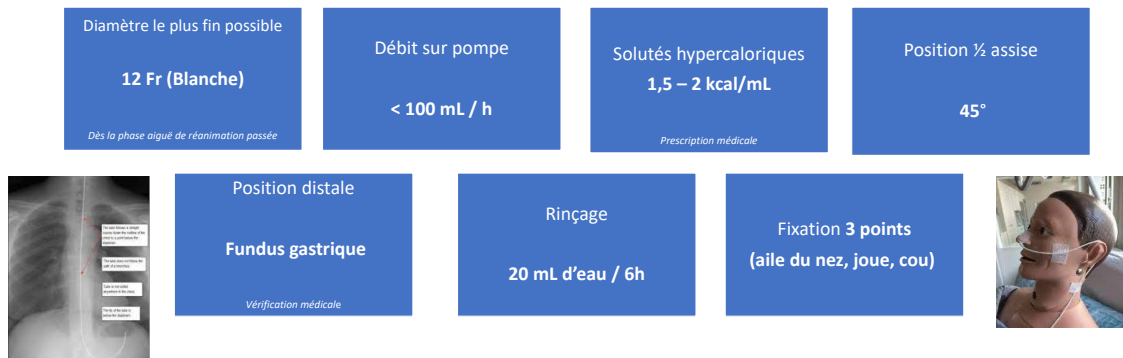 Diamètre le plus fin possible
12 Fr (Blanche)
Dès la phase aiguë de réanimation passée
Débit sur pompe
< 100 mL / h
Solutés hypercaloriques
1,5 – 2 kcal/mL
Prescription médicale
Position ½ assise
45°
Position distale
Fundus gastrique
Vérification médicale
Rinçage
20 mL d'eau / 6h
Fixation 3 points
(aile du nez, joue, cou)